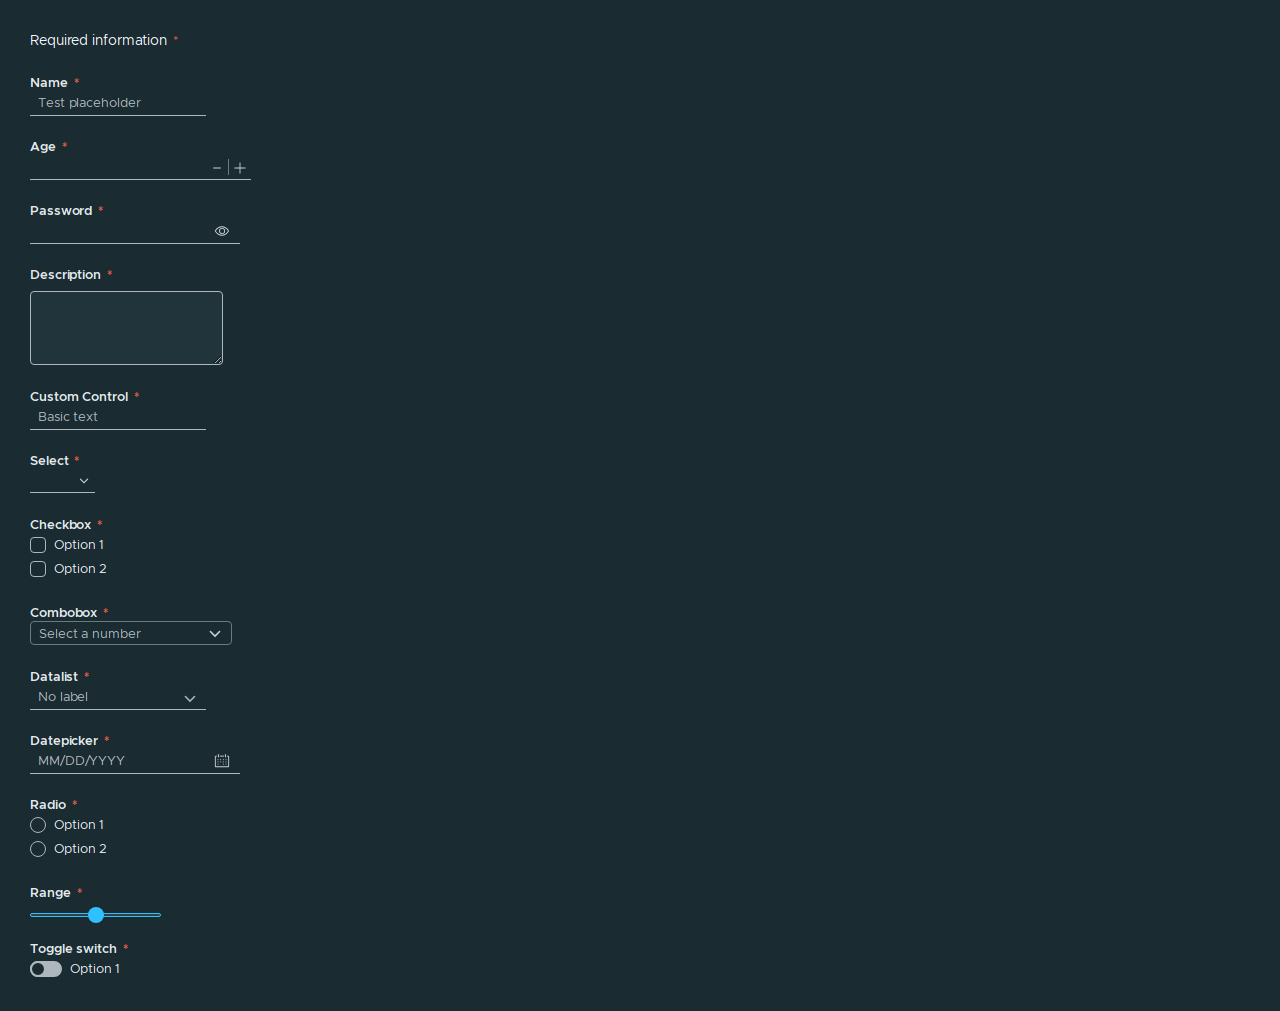 Required information *
Name *
Test placeholder
Age *
Password *
Description *
Custom Control *
Basic text
Select *
Checkbox *
Option 1
Option 2
Combobox *
Select a number
Datalist *
No label
Datepicker *
MM/DD/YYYY
Radio *
Option 1
Option 2
Range *
Toggle switch *
Option 1